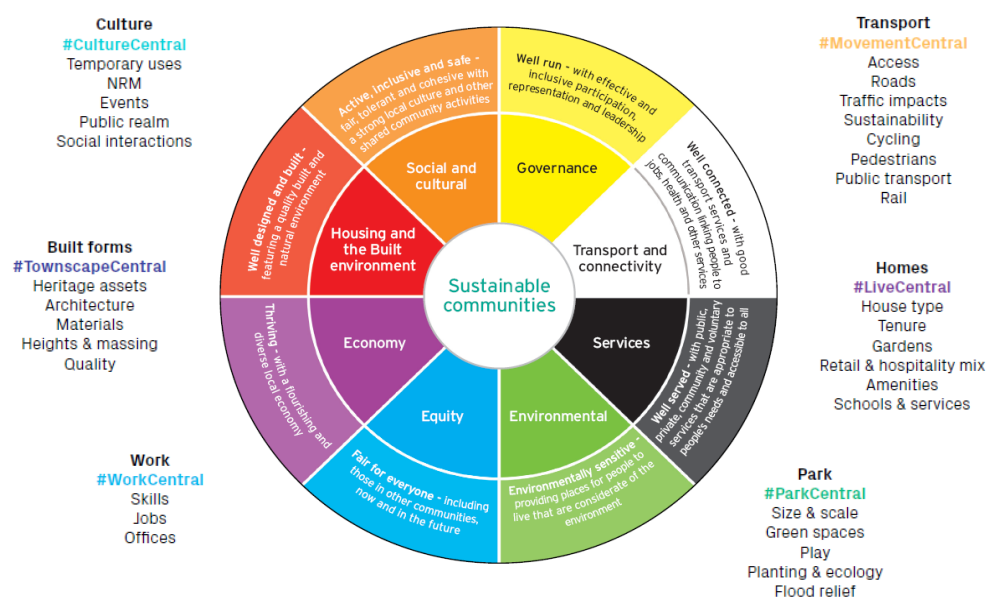 Culture
#CultureCentral
Temporary uses
NRM
Events
Public realm
Social interactions
Transport
#MovementCentral
Access
Roads
Traffic impacts
Sustainability
Cycling
Pedestrians
Public transport
Rail
Active, inclusive and safe -
fair, tolerant and cohesive with
a strong local culture and other
shared community activities
Well run - with effective and
inclusive participation,
representation and leadership
Well designed and built -
featuring a quality built and
natural environment
Well connected - with good
transport services and
communication linking people to
jobs, health and other services
Social and
cultural
Governance
Housing and
the Built
environment
Transport and
connectivity
Sustainable
communities
Economy
Services
Equity
Environmental
Thriving - with a flourishing and
diverse local economy
Well served - with public,
private, community and voluntary
services that are appropriate to
people's needs and accessible to all
Fair for everyone - including
those in other communities,
now and in the future
Environmentally sensitive -
providing places for people to
live that are considerate of the
environment
Built forms
#TownscapeCentral
Heritage assets
Architecture
Materials
Heights & massing
Quality
Homes
#LiveCentral
House type
Tenure
Gardens
Retail & hospitality mix
Amenities
Schools & services
Work
#WorkCentral
Skills
Jobs
Offices
Park
#ParkCentral
Size & scale
Green spaces
Play
Planting & ecology
Flood relief